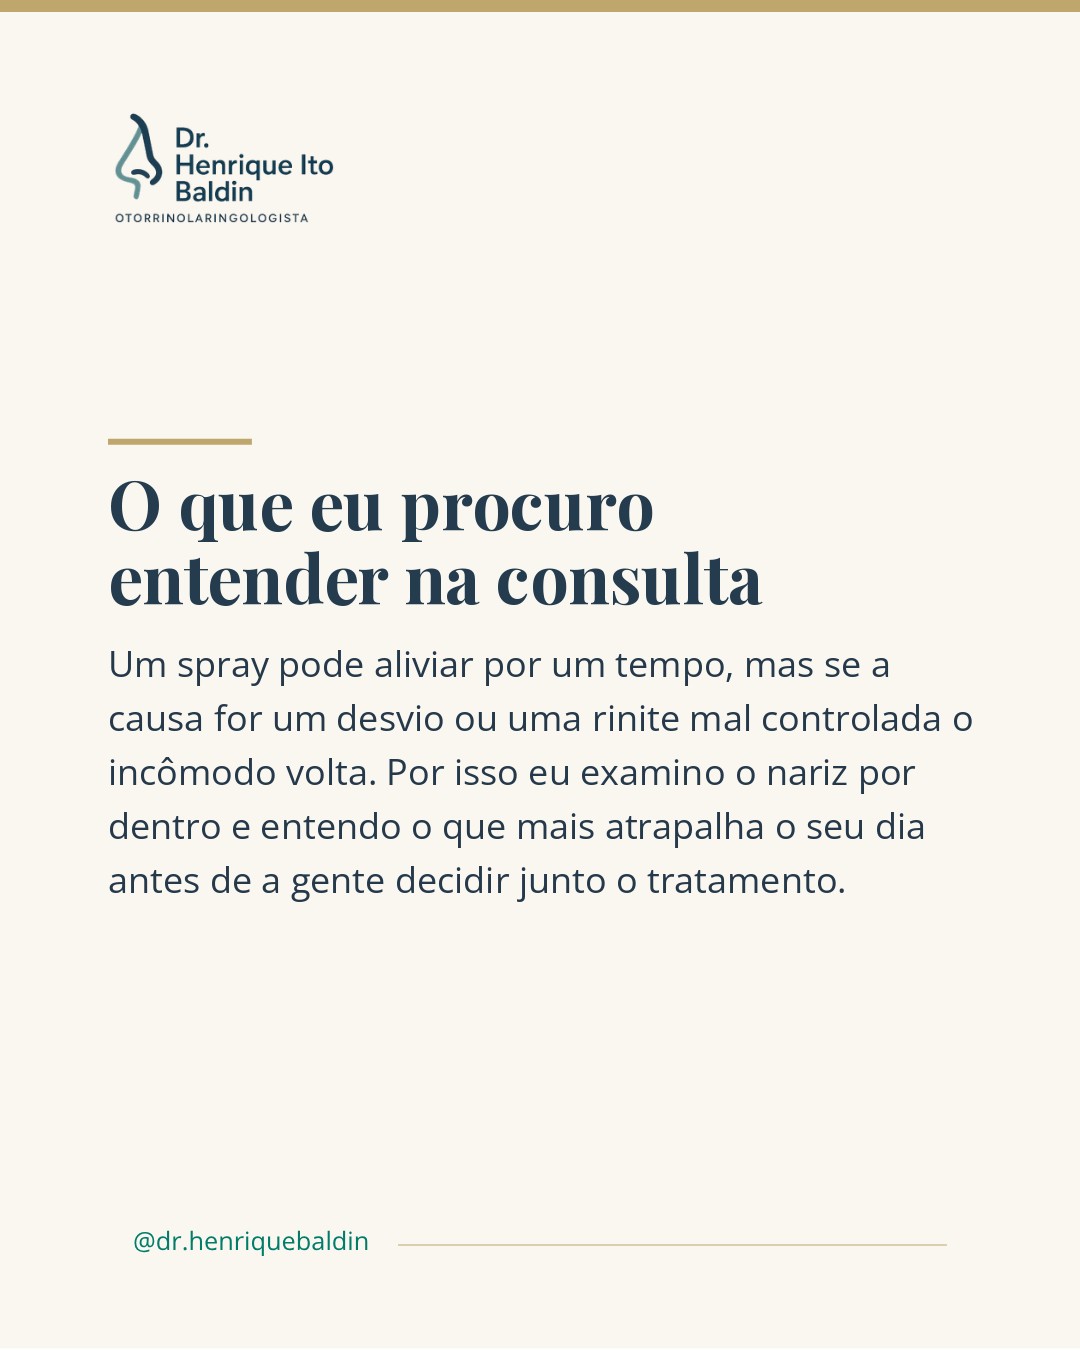 Dr.
Henrique Ito
Baldin
OTORRINOLARINGOLOGISTA
O que eu procuro
entender na consulta
Um spray pode aliviar por um tempo, mas se a
causa for um desvio ou uma rinite mal controlada o
incômodo volta. Por isso eu examino o nariz por
dentro e entendo o que mais atrapalha o seu dia
antes de a gente decidir junto o tratamento.
@dr.henriquebaldin